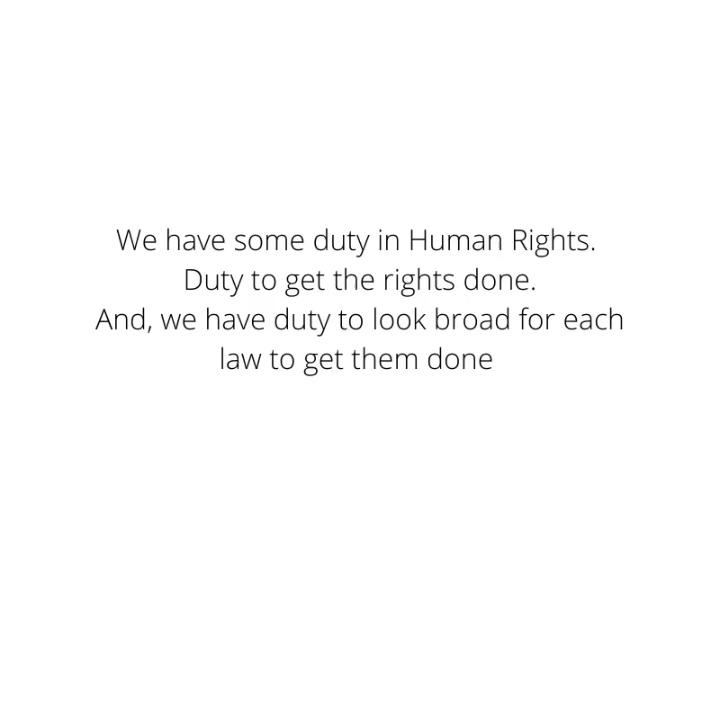 We have some duty in Human Rights.
Duty to get the rights done.
And, we have duty to look broad for each
law to get them done